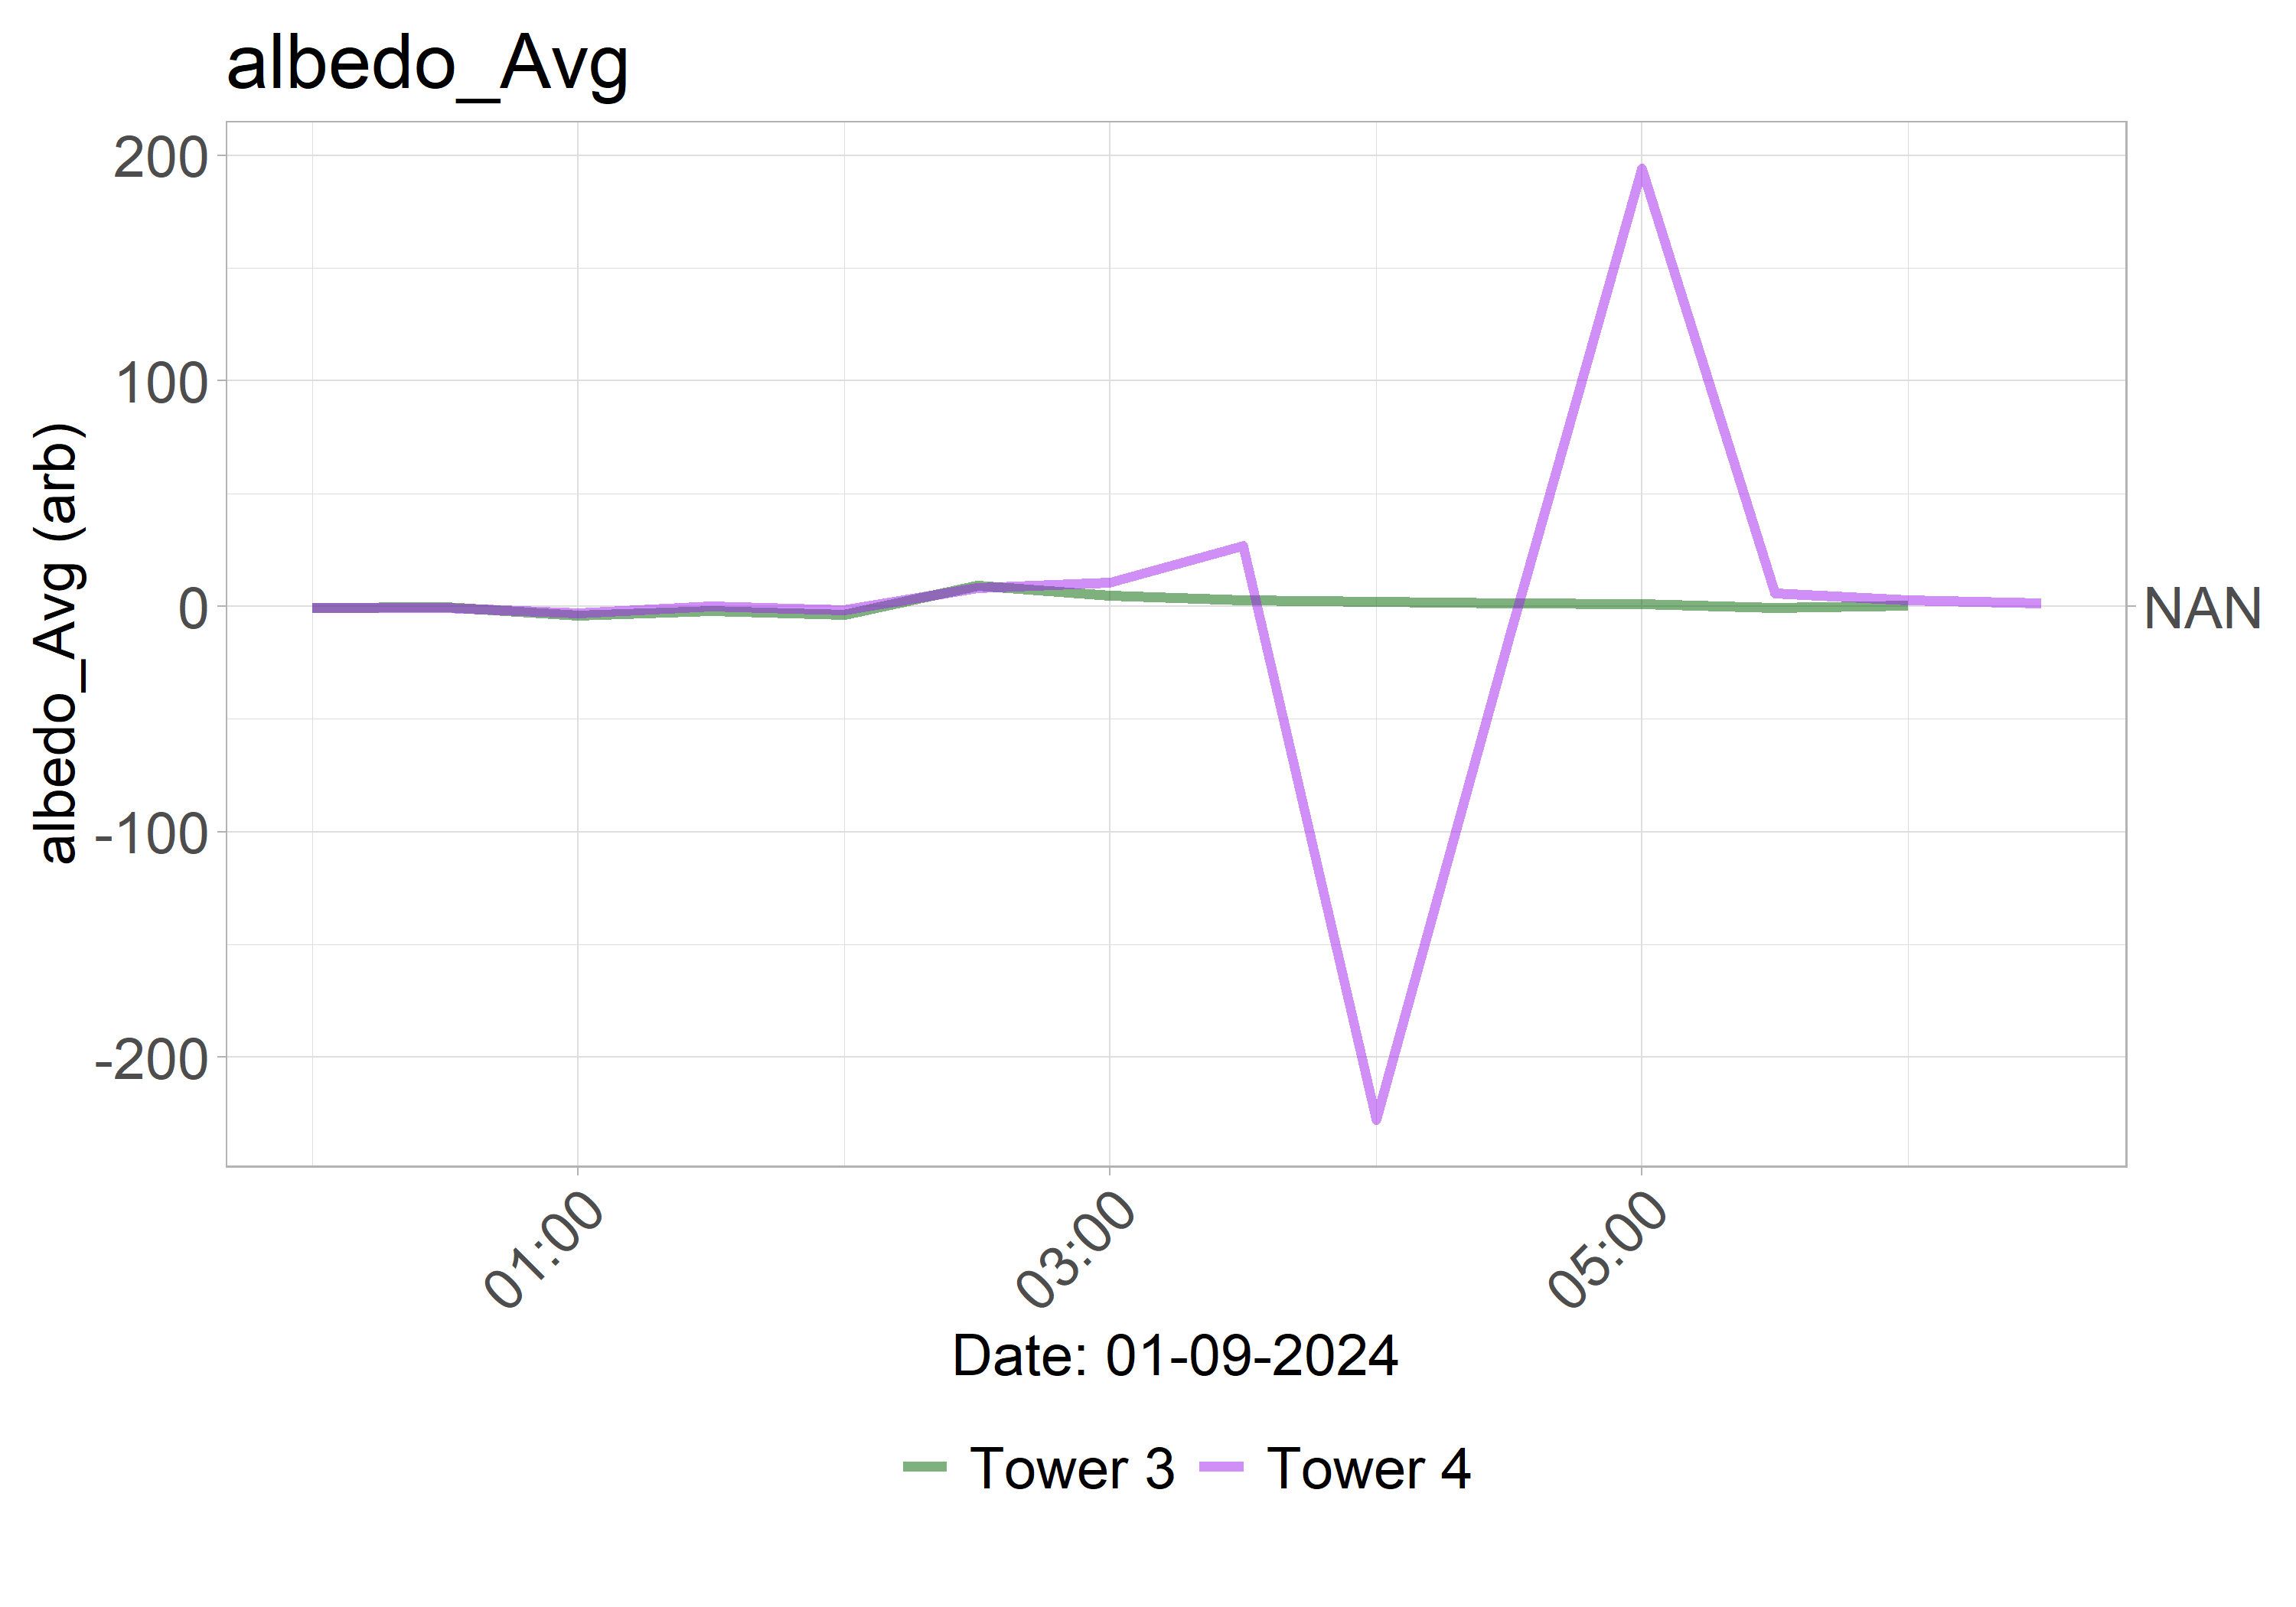 albedo_Avg
albedo_Avg (arb)
200
100
0
-100
-200
NAN
01:00
03:00
05:00
Date: 01-09-2024
Tower 3
Tower 4